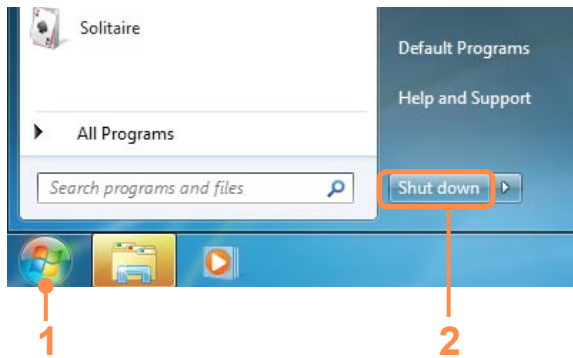 Solitaire
Default Programs
Help and Support
All Programs
Search programs and files
Shut down
1
2